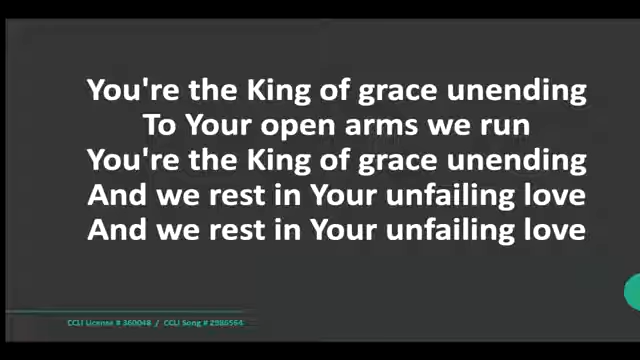 You're the King of grace unending
To Your open arms we run
You're the King of grace unending
And we rest in Your unfailing love
And we rest in Your unfailing love
CCLI License # 360048 / CCLI Song # 2986564